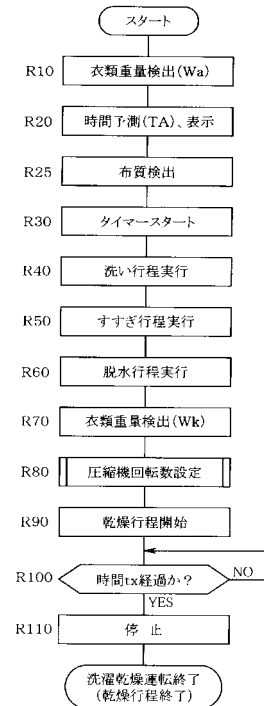 スタート
R10 衣類重量検出(Wa)
R20 時間予測(TA)、表示
R25 布質検出
R30 タイマースタート
R40 洗い行程実行
R50 すすぎ行程実行
R60 脱水行程実行
R70 衣類重量検出(Wk)
R80 圧縮機回転数設定
R90 乾燥行程開始
R100 時間tx経過か？ NO
YES
R110 停止
洗濯乾燥運転終了
(乾燥行程終了)